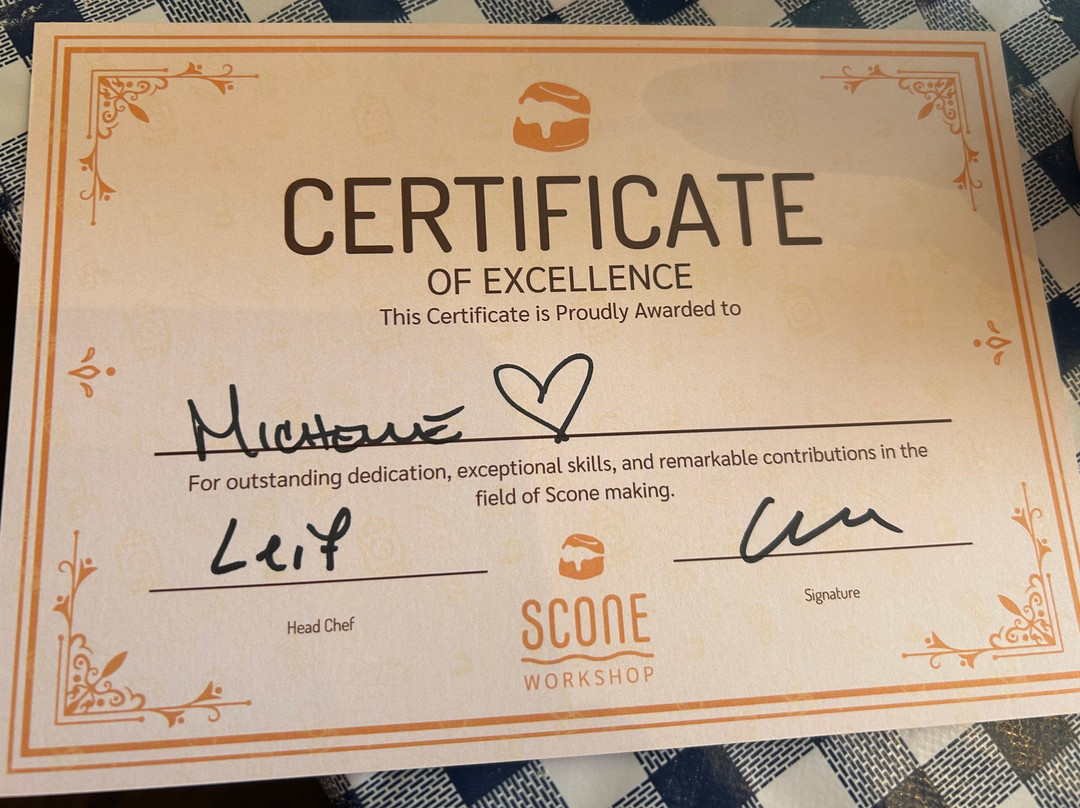 CERTIFICATE
OF EXCELLENCE
This Certificate is Proudly Awarded to
MICHELLE
For outstanding dedication, exceptional skills, and remarkable contributions in the
field of Scone making.
Leif
Head Chef
Signature
SCONE
WORKSHOP